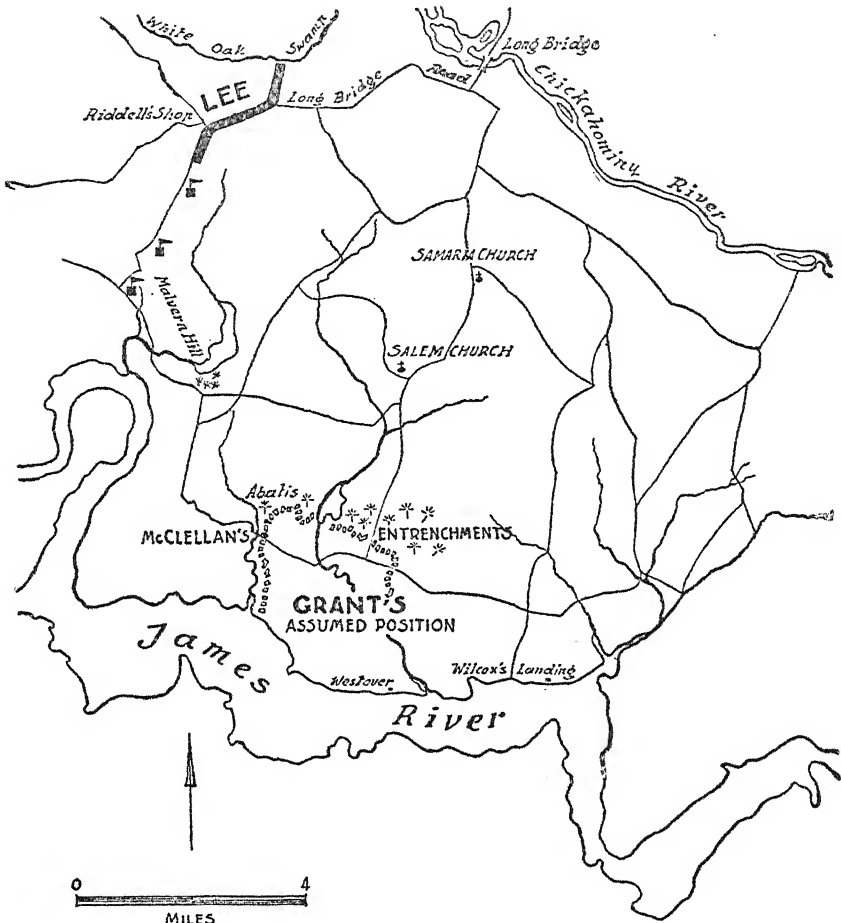 White Oak Swamp
Long Bridge
LEE
Long Bridge Road
Riddell's Shop
Chickahominy River
SAMARIA CHURCH
Malvern Hill
SALEM CHURCH
Abatis
McCLELLAN'S ENTRENCHMENTS
GRANT'S
ASSUMED POSITION
James River
Westover
Wilcox's Landing
0 4
MILES